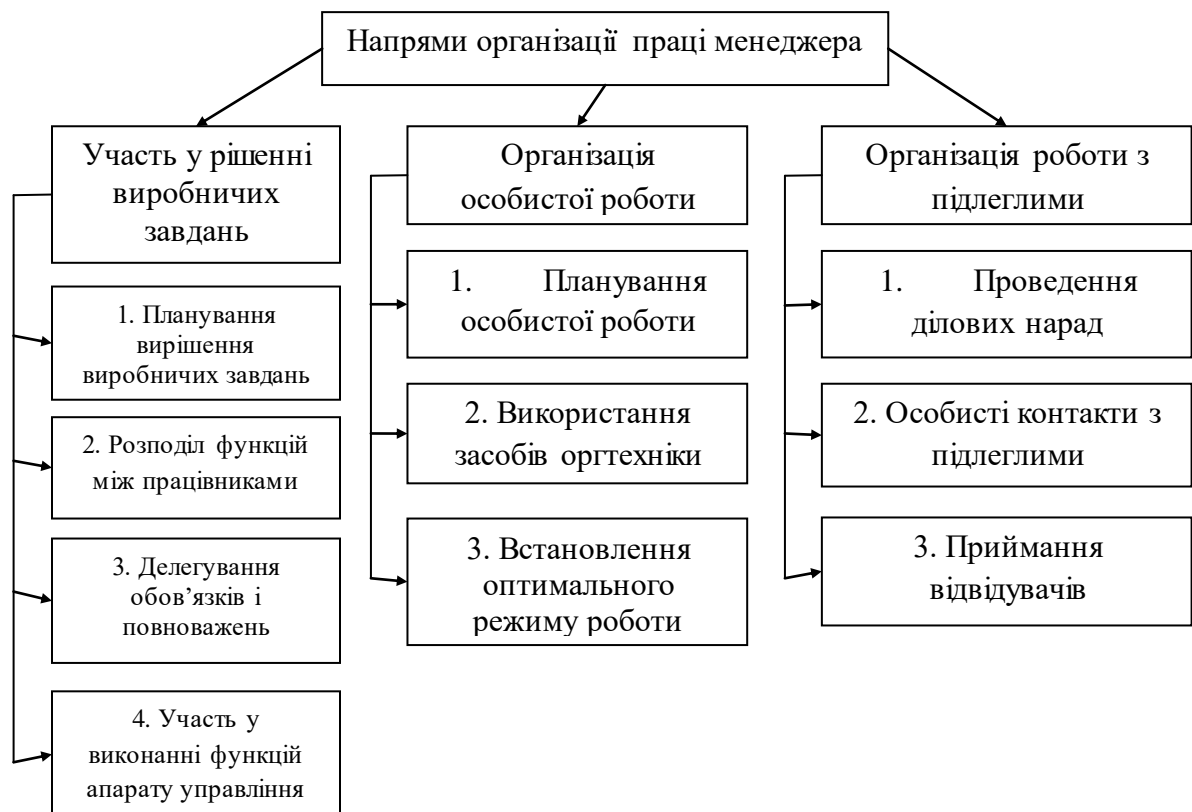 Напрями організації праці менеджера
Участь у рішенні
виробничих
завдань
1. Планування
вирішення
виробничих завдань
2. Розподіл функцій
між працівниками
3. Делегування
обов’язків і
повноважень
4. Участь у
виконанні функцій
апарату управління
Організація
особистої роботи
1. Планування
особистої роботи
2. Використання
засобів оргтехніки
3. Встановлення
оптимального
режиму роботи
Організація роботи з
підлеглими
1. Проведення
ділових нарад
2. Особисті контакти з
підлеглими
3. Приймання
відвідувачів